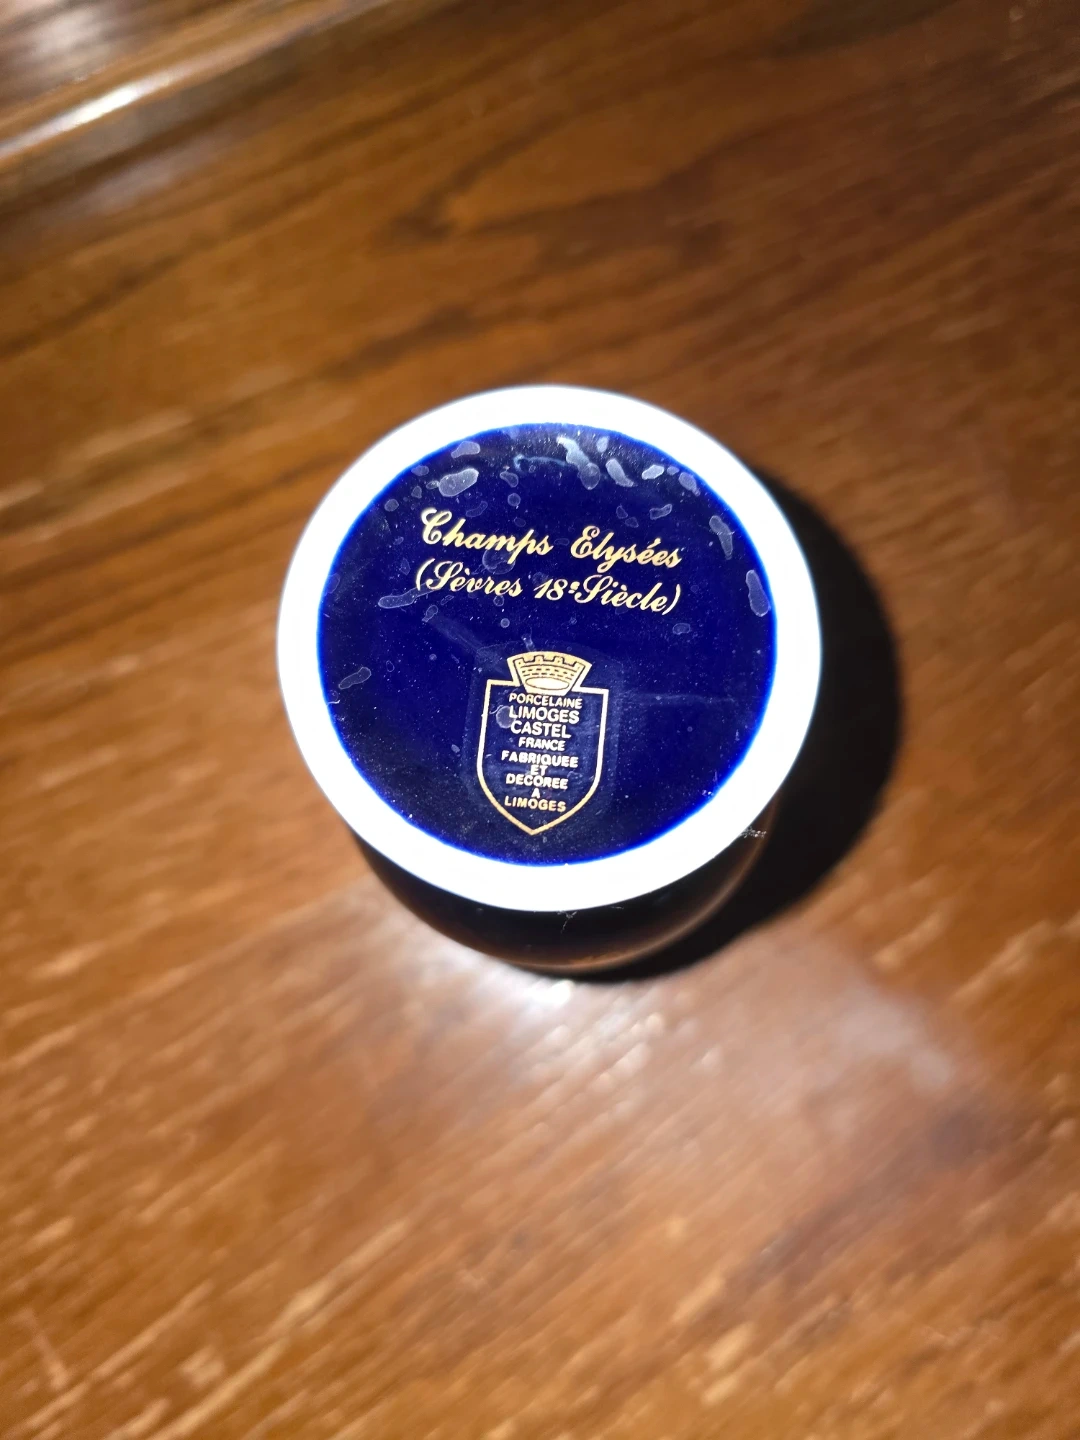 Champs Elysées
(Sèvres 18ᵉ Siècle)
PORCELAINE
LIMOGES
CASTEL
FRANCE
FABRIQUEE
ET
DECOREE
A
LIMOGES